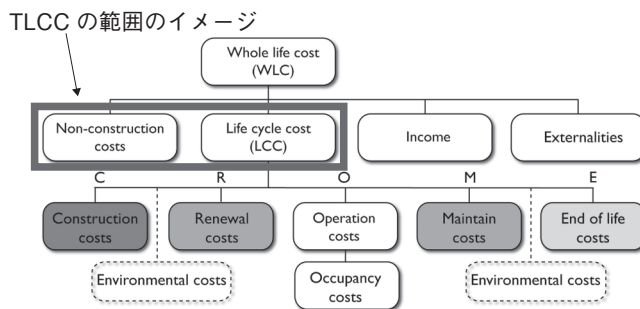 TLCC の範囲のイメージ
Whole life cost
(WLC)
Non-construction
costs
Life cycle cost
(LCC)
Income
Externalities
C R O M E
Construction
costs
Renewal
costs
Operation
costs
Maintain
costs
End of life
costs
Environmental costs
Occupancy
costs
Environmental costs